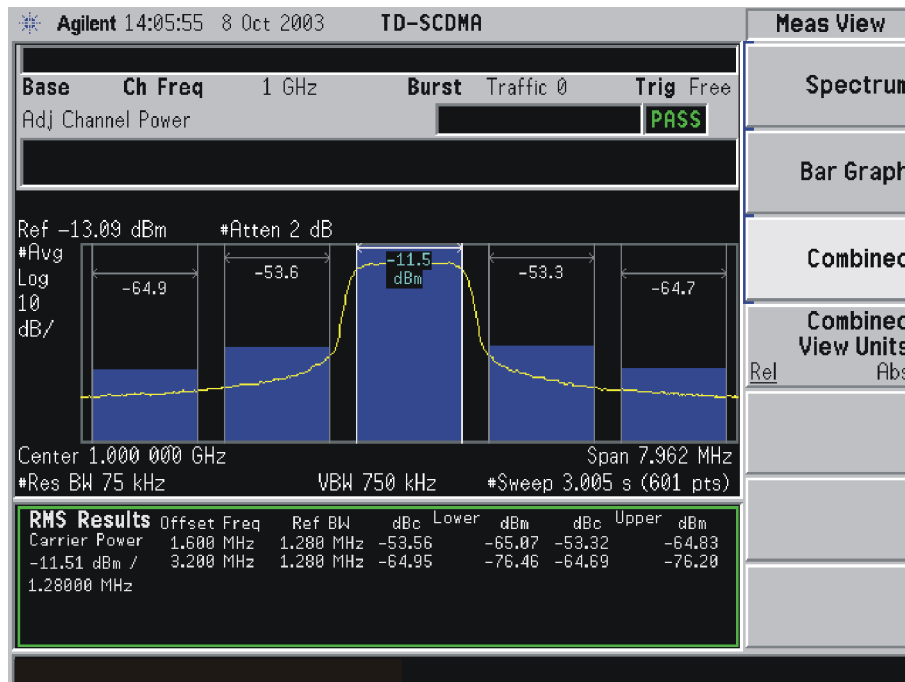 Agilent 14:05:55 8 Oct 2003 TD-SCDMA
Meas View
Base Ch Freq 1 GHz Burst Traffic 0 Trig Free
Adj Channel Power PASS
Spectrum
Bar Graph
Combined
Combined
View Units
Rel Abs
Ref -13.09 dBm #Atten 2 dB
#Avg
Log
10
dB/
-64.9
-53.6
-11.5
dBm
-53.3
-64.7
Center 1.000 000 GHz Span 7.962 MHz
#Res BW 75 kHz VBW 750 kHz #Sweep 3.005 s (601 pts)
RMS Results Offset Freq Ref BW dBc Lower dBm dBc Upper dBm
Carrier Power 1.600 MHz 1.280 MHz -53.56 -65.07 -53.32 -64.83
-11.51 dBm / 3.200 MHz 1.280 MHz -64.95 -76.46 -64.69 -76.20
1.28000 MHz